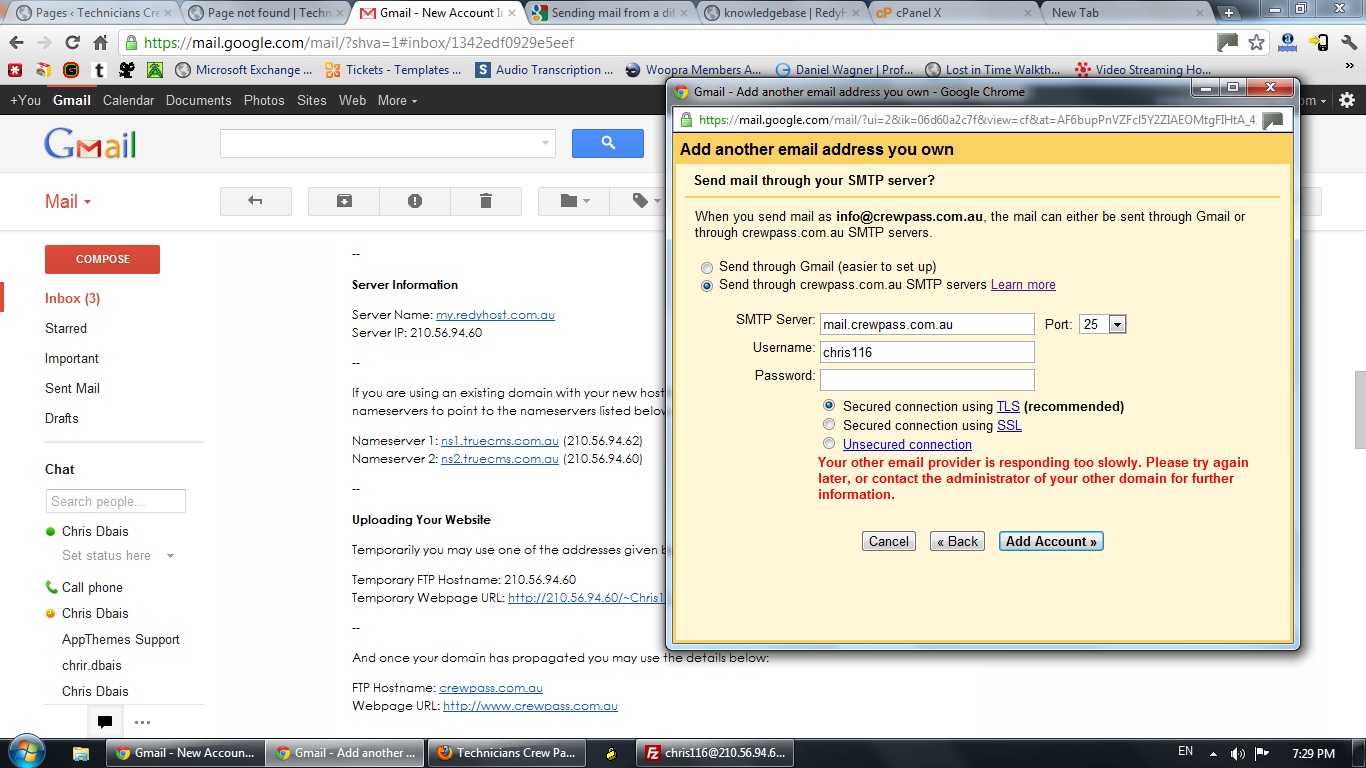 Pages ‹ Technicians Cre
Page not found | Techn
Gmail - New Account In
Sending mail from a dif
knowledgebase | RedyH
cPanel X
New Tab
https://mail.google.com/mail/?shva=1#inbox/1342edf0929e5eef
Microsoft Exchange ...
Tickets - Templates ...
Audio Transcription ...
Woopra Members A...
Daniel Wagner | Prof...
Lost in Time Walkth...
Video Streaming Ho...
»
+You Gmail Calendar Documents Photos Sites Web More
om
Gmail
Mail
COMPOSE
Inbox (3)
Starred
Important
Sent Mail
Drafts
Chat
Search people...
Chris Dbais
Set status here
Call phone
Chris Dbais
AppThemes Support
chrir.dbais
Chris Dbais
--
Server Information
Server Name: my.redyhost.com.au
Server IP: 210.56.94.60
--
If you are using an existing domain with your new host
nameservers to point to the nameservers listed below
Nameserver 1: ns1.truecms.com.au (210.56.94.62)
Nameserver 2: ns2.truecms.com.au (210.56.94.60)
--
Uploading Your Website
Temporarily you may use one of the addresses given b
Temporary FTP Hostname: 210.56.94.60
Temporary Webpage URL: http://210.56.94.60/~Chris1
--
And once your domain has propagated you may use the details below:
FTP Hostname: crewpass.com.au
Webpage URL: http://www.crewpass.com.au
Gmail - Add another email address you own - Google Chrome
https://mail.google.com/mail/?ui=2&ik=06d60a2c7f&view=cf&at=AF6bupPnVZFcI5Y2ZIAEOMtgFIHtA_4
Add another email address you own
Send mail through your SMTP server?
When you send mail as info@crewpass.com.au, the mail can either be sent through Gmail or
through crewpass.com.au SMTP servers.
Send through Gmail (easier to set up)
Send through crewpass.com.au SMTP servers Learn more
SMTP Server: mail.crewpass.com.au Port: 25
Username: chris116
Password:
Secured connection using TLS (recommended)
Secured connection using SSL
Unsecured connection
Your other email provider is responding too slowly. Please try again
later, or contact the administrator of your other domain for further
information.
Cancel
« Back
Add Account »
Gmail - New Accoun...
Gmail - Add another ...
Technicians Crew Pa...
chris116@210.56.94.6...
EN
7:29 PM